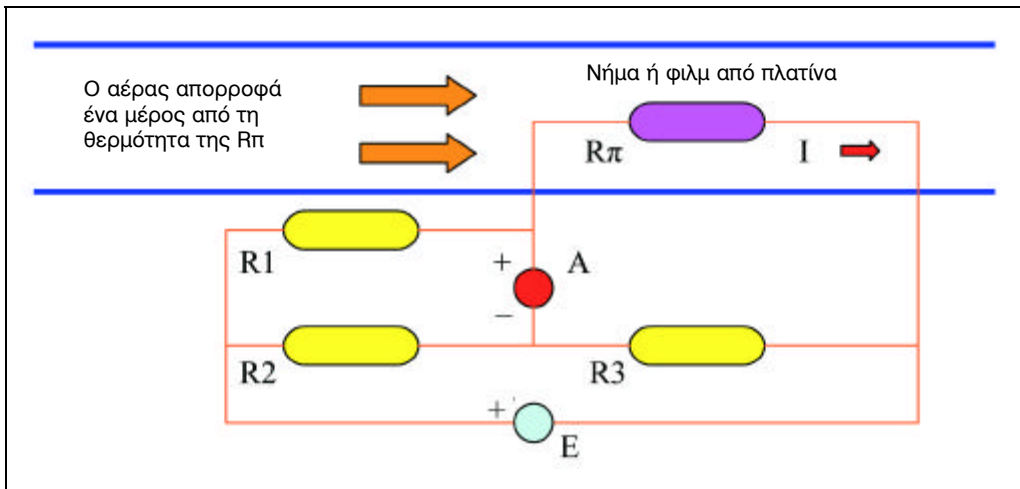 Ο αέρας απορροφά
ένα μέρος από τη
θερμότητα της Rπ
Νήμα ή φιλμ από πλατίνα
Rπ
I
R1
+
A
−
R2
R3
+
E